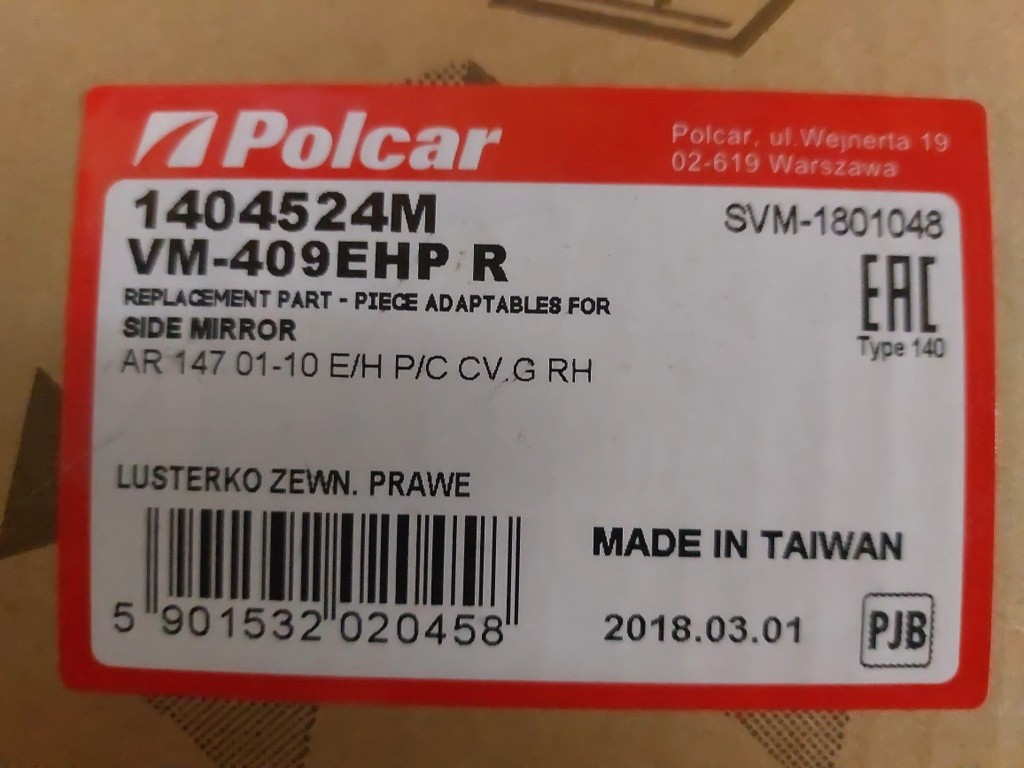 Polcar
Polcar, ul.Wejnerta 19
02-619 Warszawa
1404524M
SVM-1801048
VM-409EHP R
REPLACEMENT PART - PIECE ADAPTABLES FOR
SIDE MIRROR
AR 147 01-10 E/H P/C CV.G RH
EAC
Type 140
LUSTERKO ZEWN. PRAWE
MADE IN TAIWAN
5 901532 020458
2018.03.01
PJB